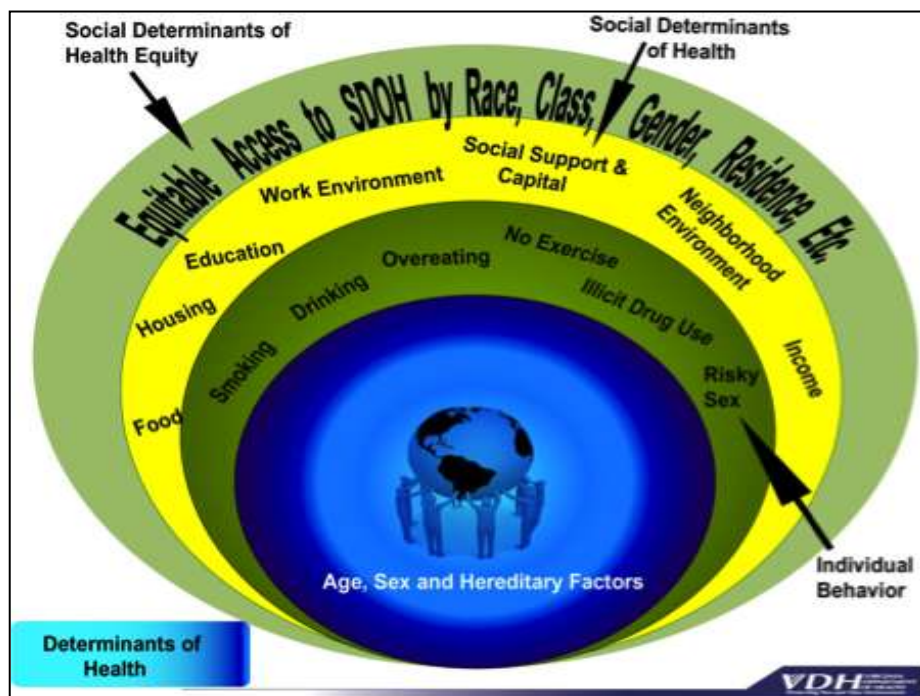 Social Determinants of
Health Equity
Social Determinants
of Health
Equitable Access to SDOH by Race, Class, Gender, Residence, Etc.
Work Environment
Social Support &
Capital
Neighborhood
Environment
Education
Housing
Food
Income
No Exercise
Overeating
Drinking
Illicit Drug Use
Smoking
Risky
Sex
Individual
Behavior
Age, Sex and Hereditary Factors
Determinants of
Health
VDH